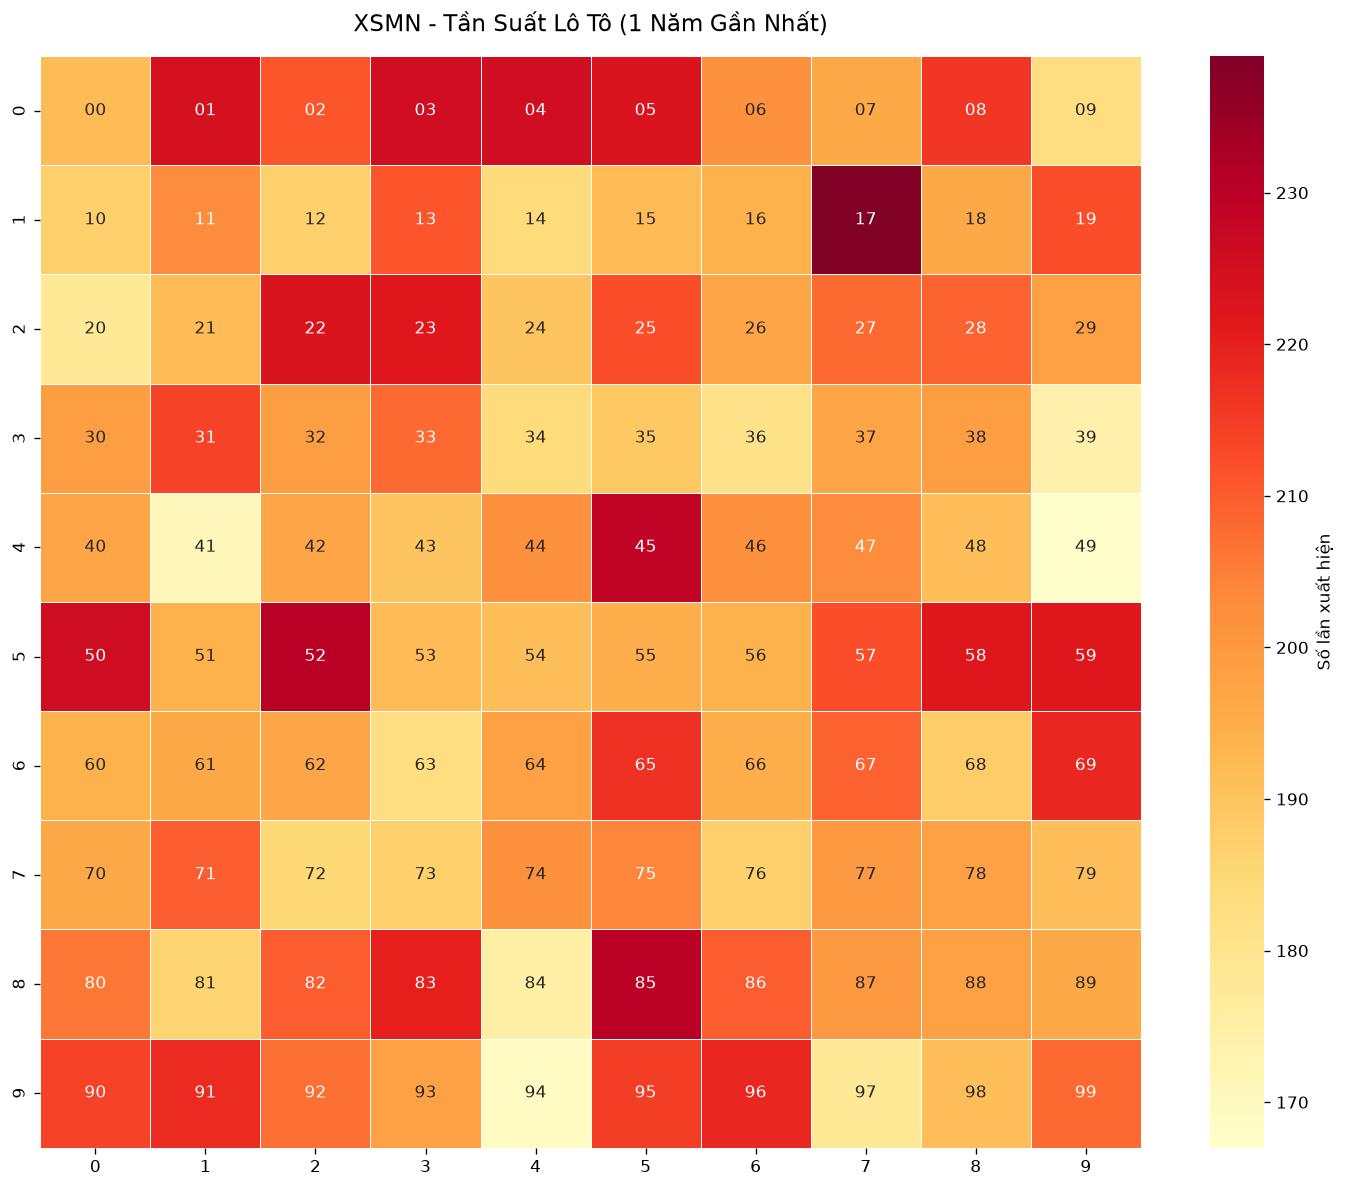 XSMN - Tần Suất Lô Tô (1 Năm Gần Nhất)
0 00 01 02 03 04 05 06 07 08 09
1 10 11 12 13 14 15 16 17 18 19
2 20 21 22 23 24 25 26 27 28 29
3 30 31 32 33 34 35 36 37 38 39
4 40 41 42 43 44 45 46 47 48 49
5 50 51 52 53 54 55 56 57 58 59
6 60 61 62 63 64 65 66 67 68 69
7 70 71 72 73 74 75 76 77 78 79
8 80 81 82 83 84 85 86 87 88 89
9 90 91 92 93 94 95 96 97 98 99
0 1 2 3 4 5 6 7 8 9
230
220
210
200
190
180
170
Số lần xuất hiện